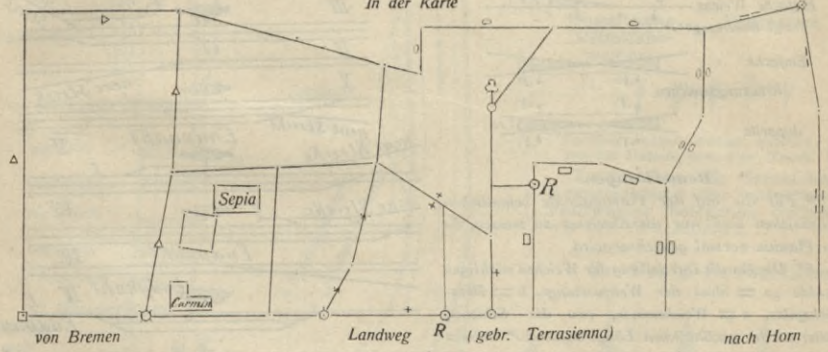 In der Karte
R
Sepia
Carmin
von Bremen Landweg R (gebr. Terrasienna) nach Horn